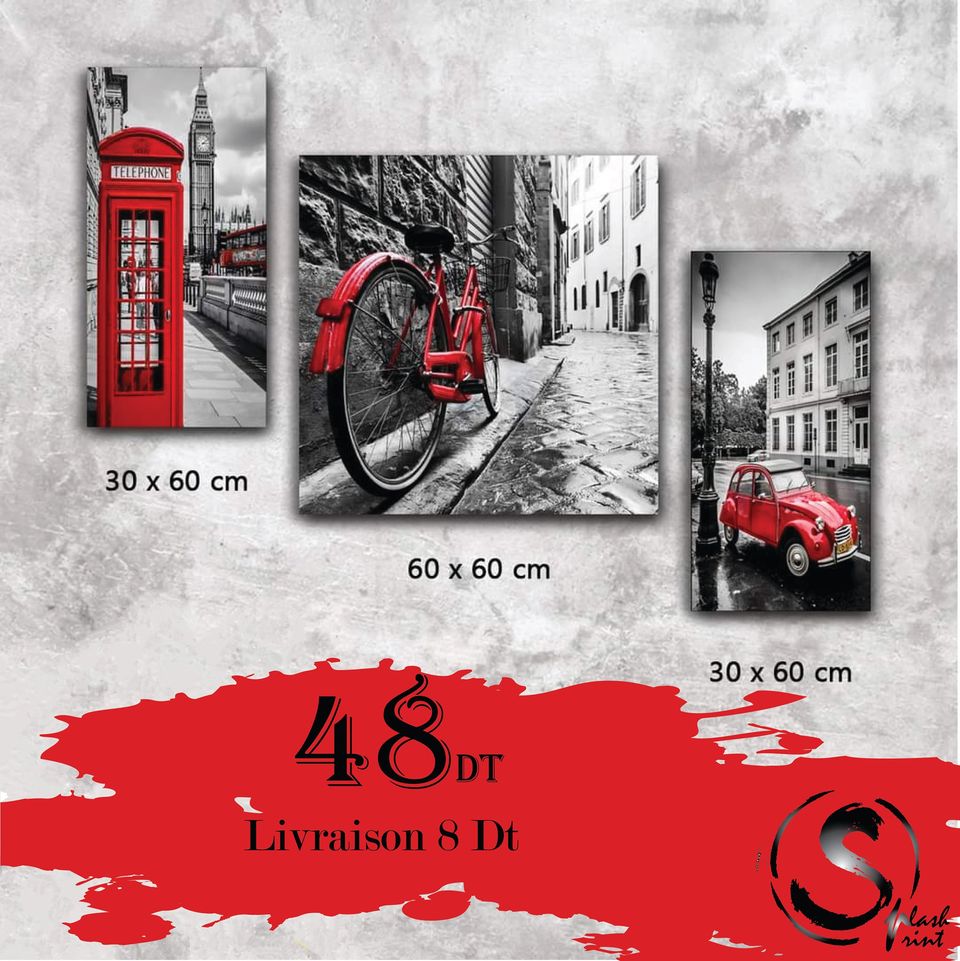 TELEPHONE
30 x 60 cm
60 x 60 cm
30 x 60 cm
48DT
Livraison 8 Dt
Splash
Print